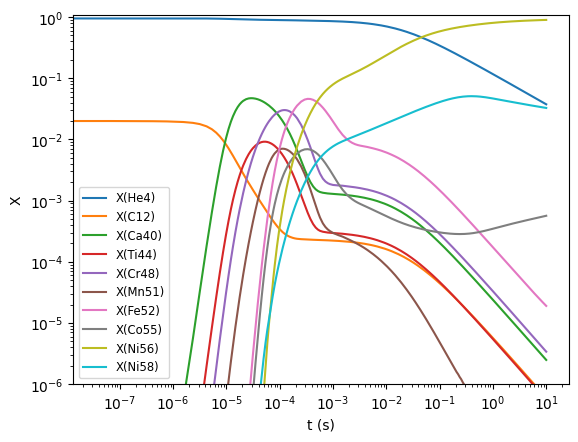 10⁰
10⁻¹
10⁻²
10⁻³
10⁻⁴
10⁻⁵
10⁻⁶
X
X(He4)
X(C12)
X(Ca40)
X(Ti44)
X(Cr48)
X(Mn51)
X(Fe52)
X(Co55)
X(Ni56)
X(Ni58)
10⁻⁷ 10⁻⁶ 10⁻⁵ 10⁻⁴ 10⁻³ 10⁻² 10⁻¹ 10⁰ 10¹
t (s)